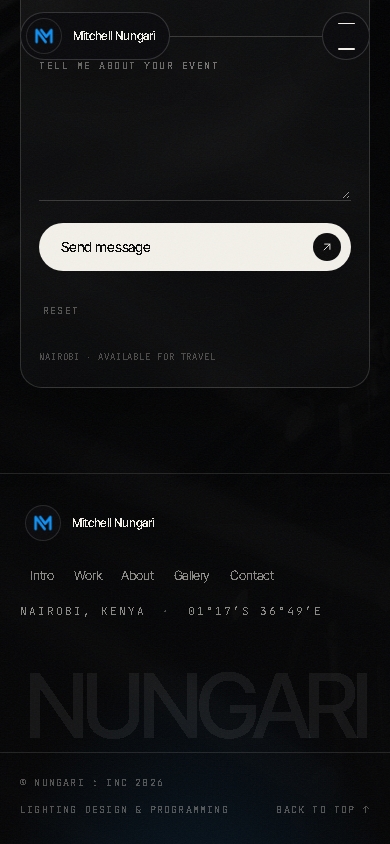 Mitchell Nungari
TELL ME ABOUT YOUR EVENT
Send message
RESET
NAIROBI · AVAILABLE FOR TRAVEL
Mitchell Nungari
Intro Work About Gallery Contact
NAIROBI, KENYA · 01°17′S 36°49′E
NUNGARI
© NUNGARI : INC 2026
LIGHTING DESIGN & PROGRAMMING BACK TO TOP ↑